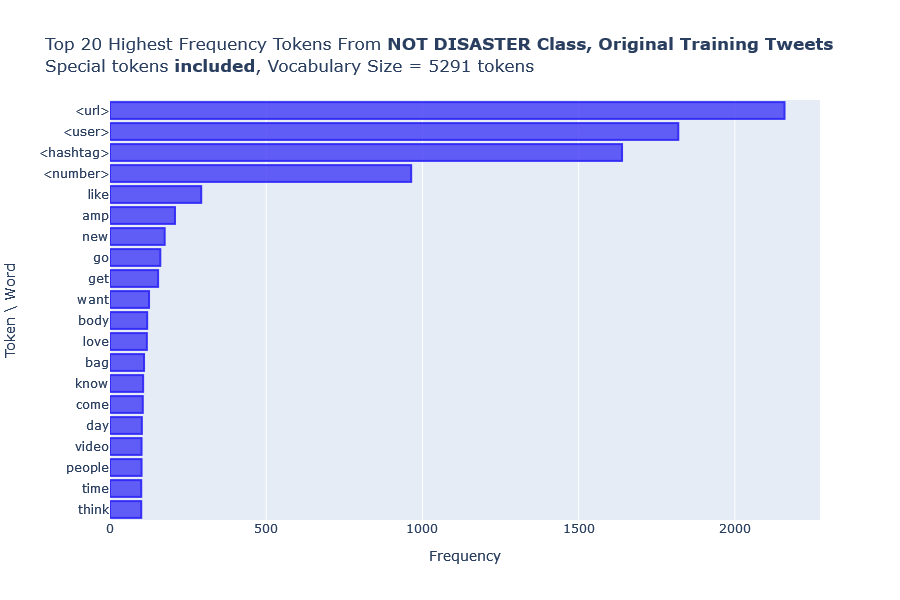 Top 20 Highest Frequency Tokens From NOT DISASTER Class, Original Training Tweets
Special tokens included, Vocabulary Size = 5291 tokens
<url>
<user>
<hashtag>
<number>
like
amp
new
go
get
want
body
love
bag
know
come
day
video
people
time
think
Token \ Word
0 500 1000 1500 2000
Frequency